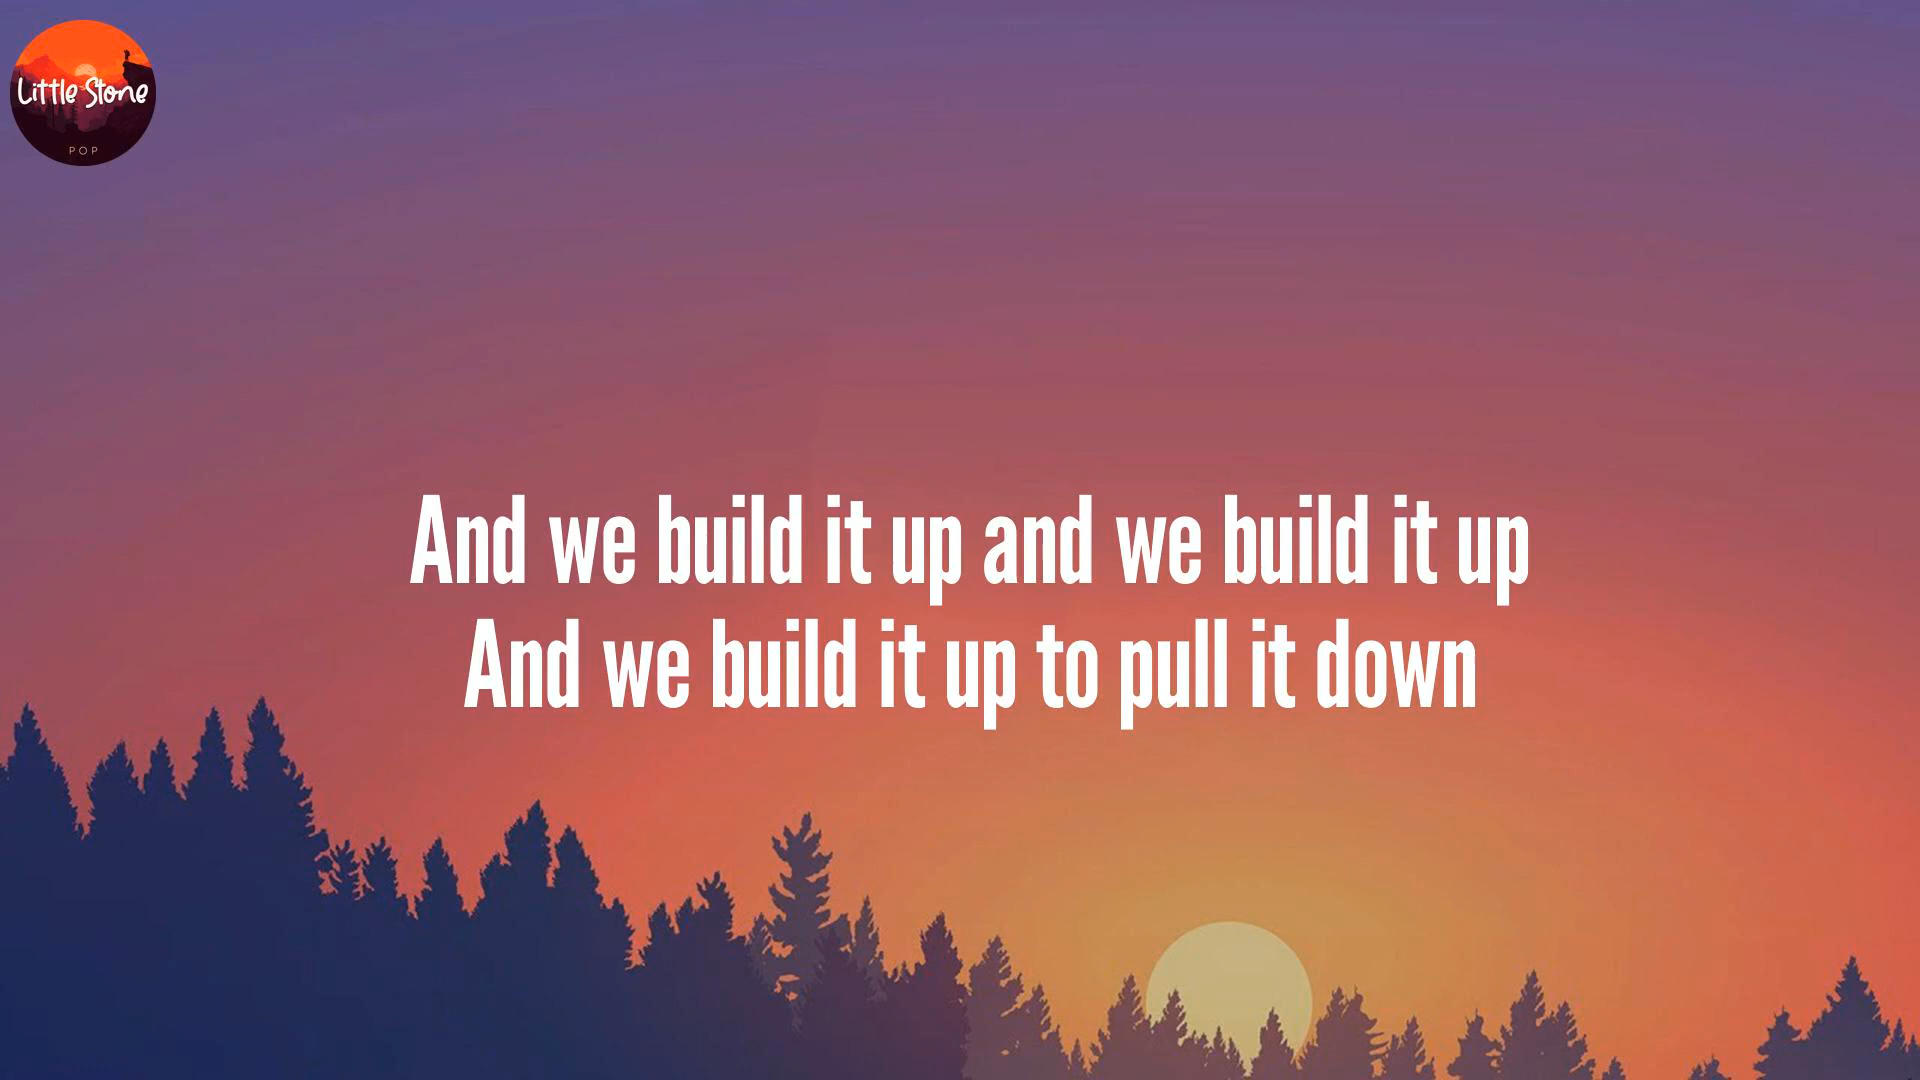 Little Stone
POP
And we build it up and we build it up
And we build it up to pull it down